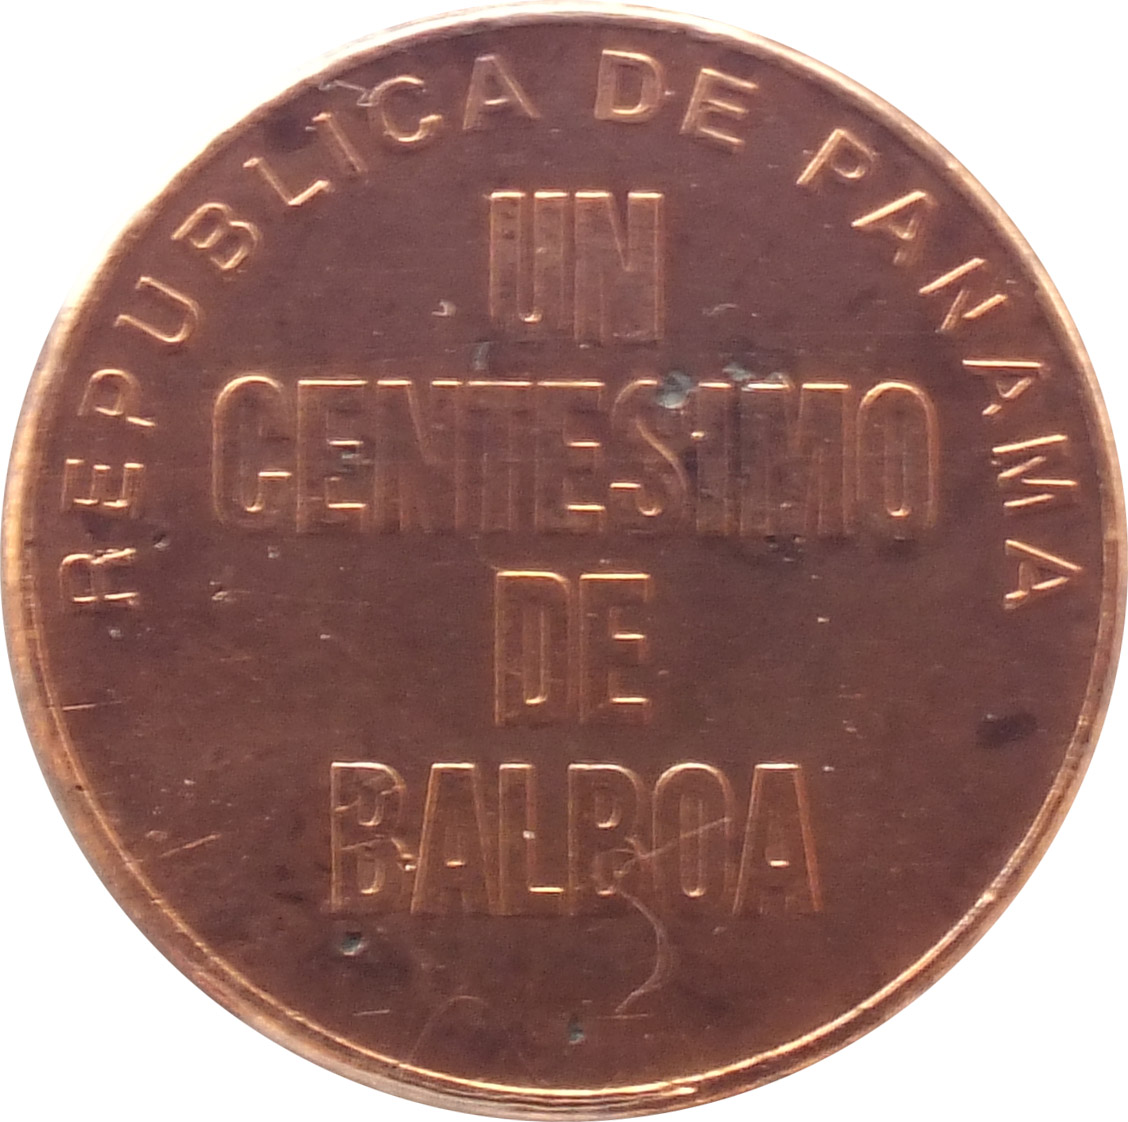 REPUBLICA DE PANAMA
UN
CENTESIMO
DE
BALBOA